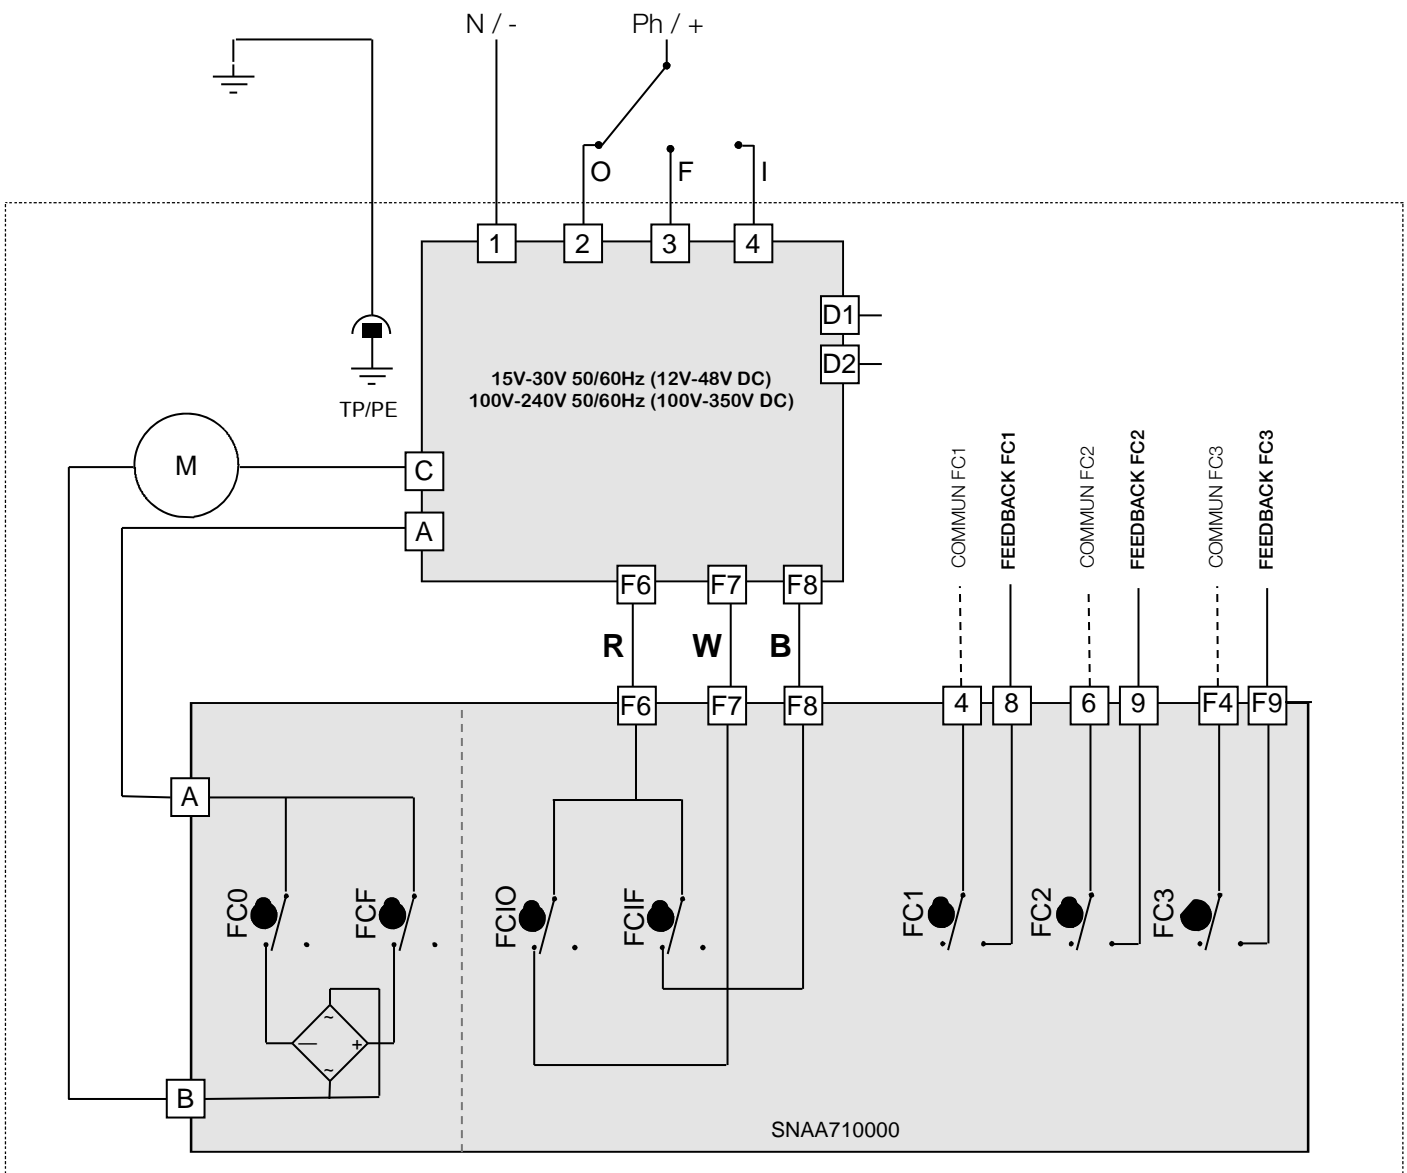 N / -
Ph / +
O
F
I
1
2
3
4
D1
D2
15V-30V 50/60Hz (12V-48V DC)
100V-240V 50/60Hz (100V-350V DC)
TP/PE
M
C
A
F6
F7
F8
R
W
B
COMMUN FC1
FEEDBACK FC1
COMMUN FC2
FEEDBACK FC2
COMMUN FC3
FEEDBACK FC3
F6
F7
F8
4
8
6
9
F4
F9
A
FC0
FCF
FCIO
FCIF
FC1
FC2
FC3
~
— +
~
B
SNAA710000